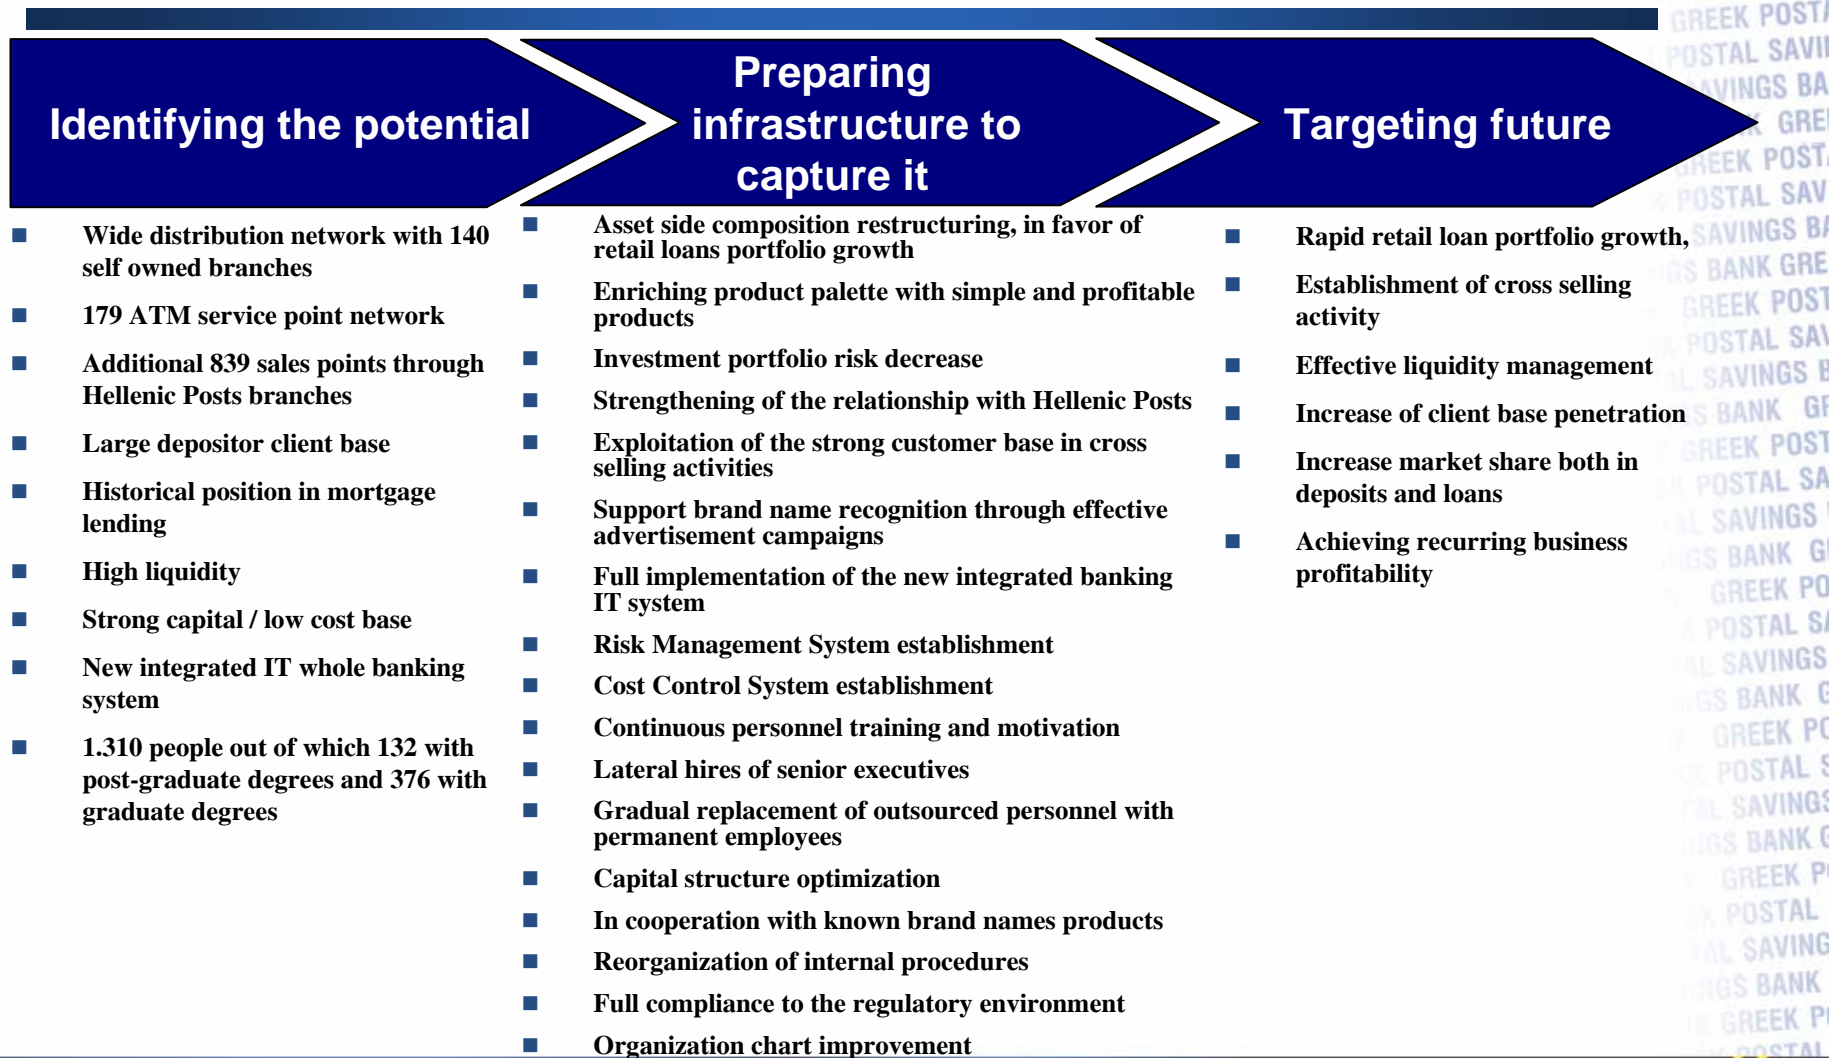 Identifying the potential
Preparing
infrastructure to
capture it
Targeting future
Wide distribution network with 140
self owned branches
179 ATM service point network
Additional 839 sales points through
Hellenic Posts branches
Large depositor client base
Historical position in mortgage
lending
High liquidity
Strong capital / low cost base
New integrated IT whole banking
system
1.310 people out of which 132 with
post-graduate degrees and 376 with
graduate degrees
Asset side composition restructuring, in favor of
retail loans portfolio growth
Enriching product palette with simple and profitable
products
Investment portfolio risk decrease
Strengthening of the relationship with Hellenic Posts
Exploitation of the strong customer base in cross
selling activities
Support brand name recognition through effective
advertisement campaigns
Full implementation of the new integrated banking
IT system
Risk Management System establishment
Cost Control System establishment
Continuous personnel training and motivation
Lateral hires of senior executives
Gradual replacement of outsourced personnel with
permanent employees
Capital structure optimization
In cooperation with known brand names products
Reorganization of internal procedures
Full compliance to the regulatory environment
Organization chart improvement
Rapid retail loan portfolio growth,
Establishment of cross selling
activity
Effective liquidity management
Increase of client base penetration
Increase market share both in
deposits and loans
Achieving recurring business
profitability